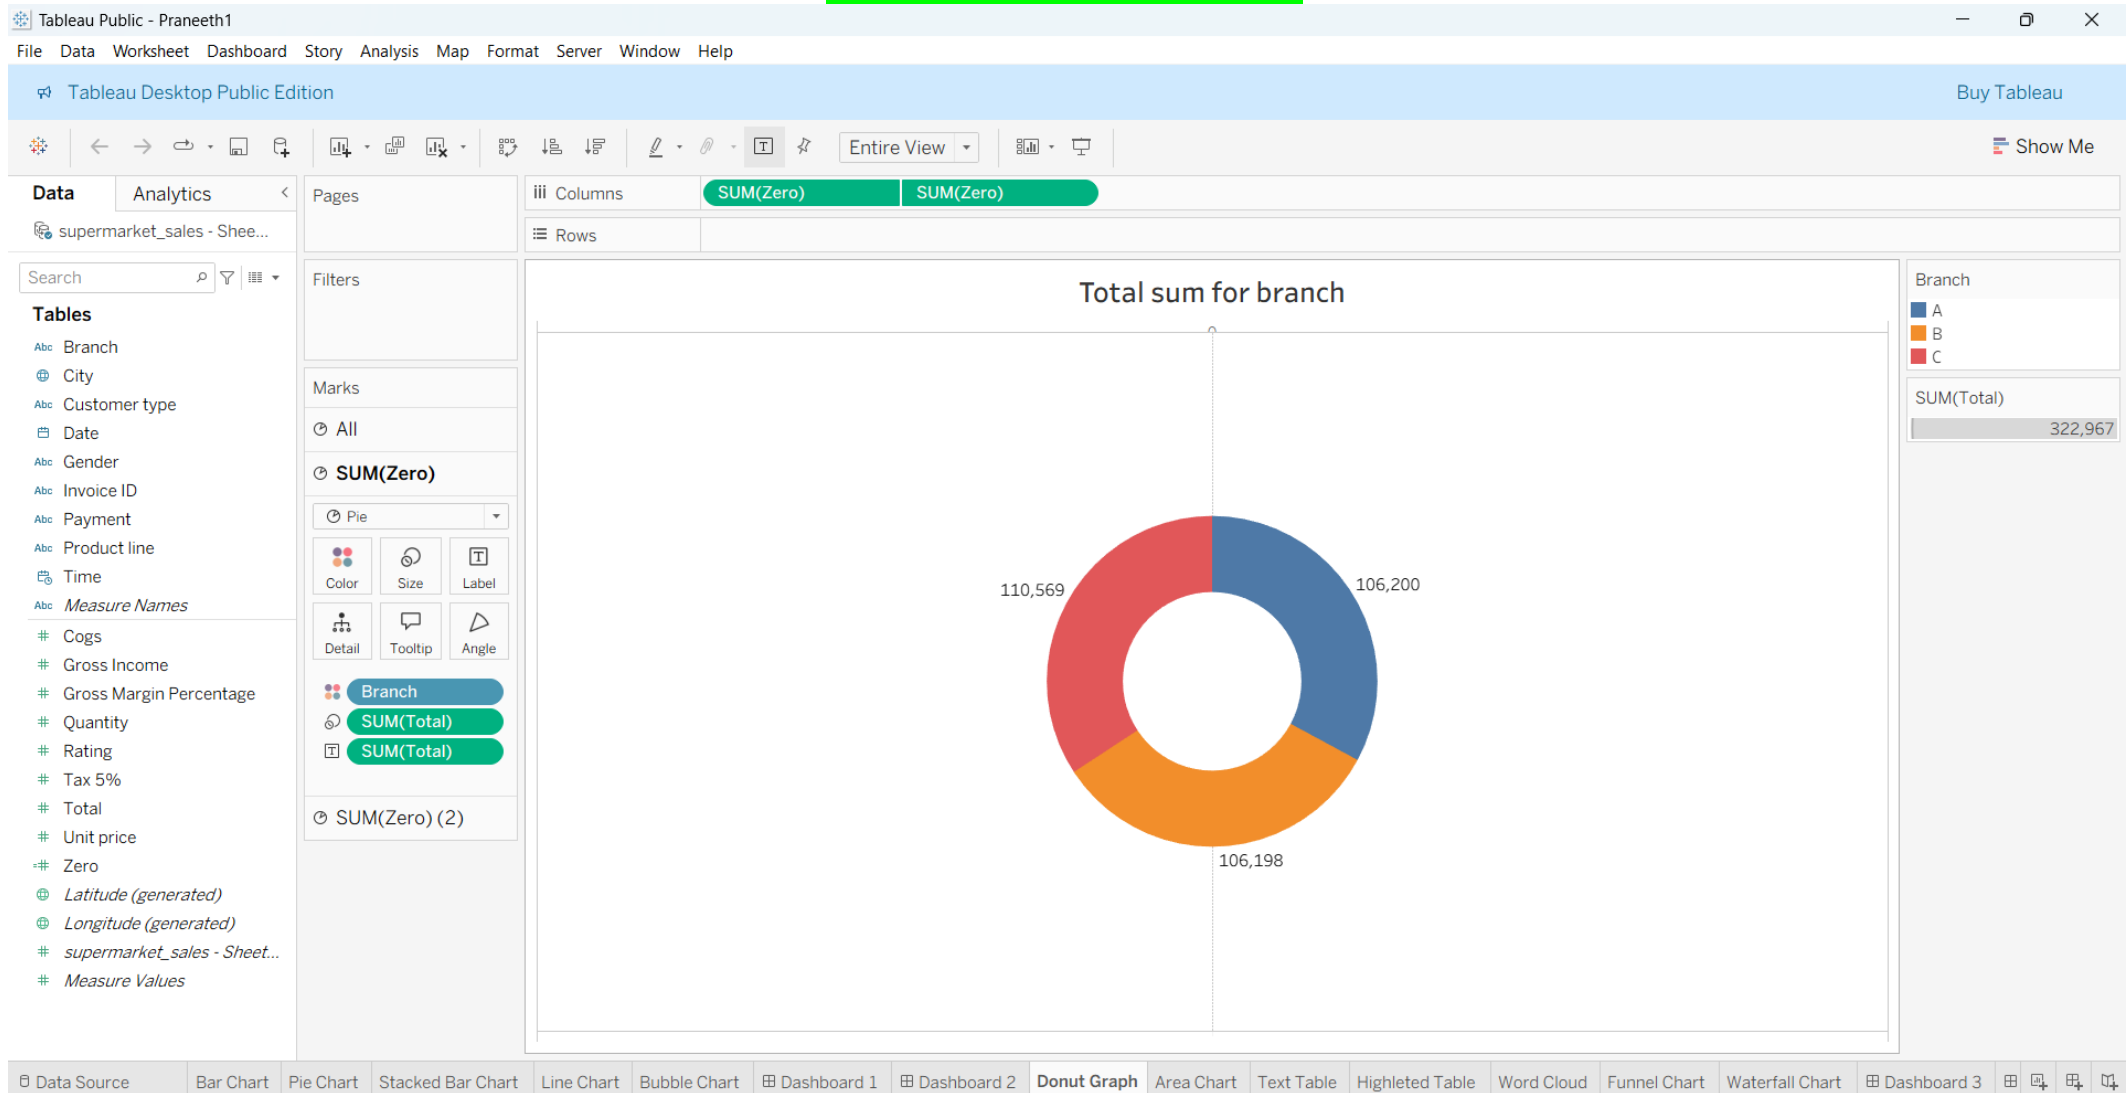 Tableau Public - Praneeth1
File Data Worksheet Dashboard Story Analysis Map Format Server Window Help
Tableau Desktop Public Edition
Buy Tableau
Entire View
Show Me
Data
Analytics
supermarket_sales - Shee...
Search
Tables
Abc Branch
City
Abc Customer type
Date
Abc Gender
Abc Invoice ID
Abc Payment
Abc Product line
Time
Abc Measure Names
# Cogs
# Gross Income
# Gross Margin Percentage
# Quantity
# Rating
# Tax 5%
# Total
# Unit price
=# Zero
Latitude (generated)
Longitude (generated)
# supermarket_sales - Sheet...
# Measure Values
Pages
Filters
Marks
All
SUM(Zero)
Pie
Color Size Label
Detail Tooltip Angle
Branch
SUM(Total)
SUM(Total)
SUM(Zero) (2)
Columns
SUM(Zero) SUM(Zero)
Rows
Total sum for branch
110,569
106,200
106,198
Branch
A
B
C
SUM(Total)
322,967
Data Source Bar Chart Pie Chart Stacked Bar Chart Line Chart Bubble Chart Dashboard 1 Dashboard 2 Donut Graph Area Chart Text Table Highleted Table Word Cloud Funnel Chart Waterfall Chart Dashboard 3